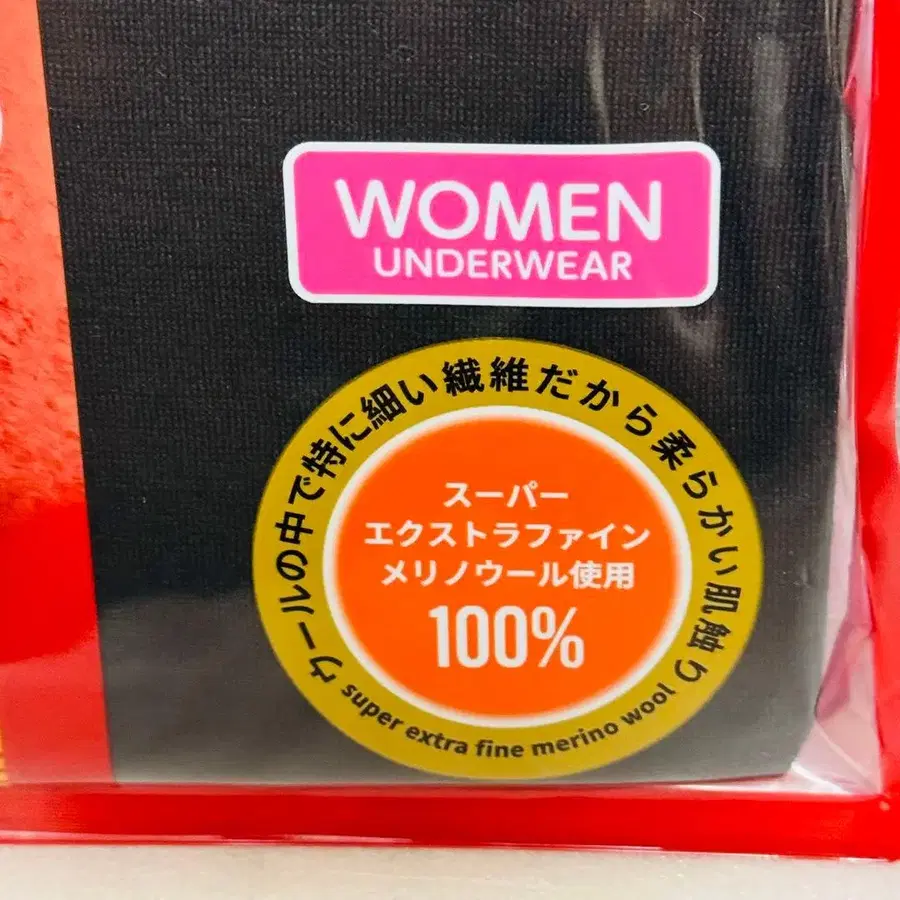 WOMEN
UNDERWEAR
ウールの中で特に細い繊維だから柔らかい肌触り
スーパー
エクストラファイン
メリノウール使用
100%
super extra fine merino wool